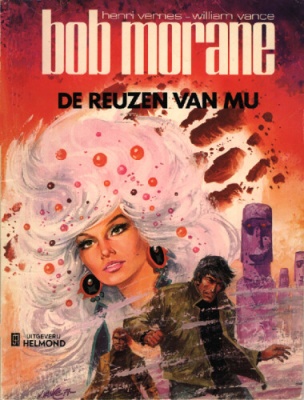 henri vernes - william vance
bob morane
DE REUZEN VAN MU
UITGEVERIJ
HELMOND